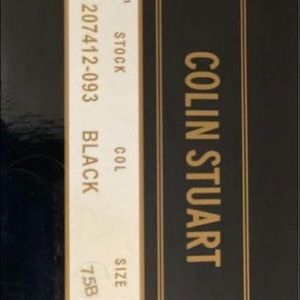 COLIN STUART
STOCK COL SIZE
207412-093 BLACK 75B